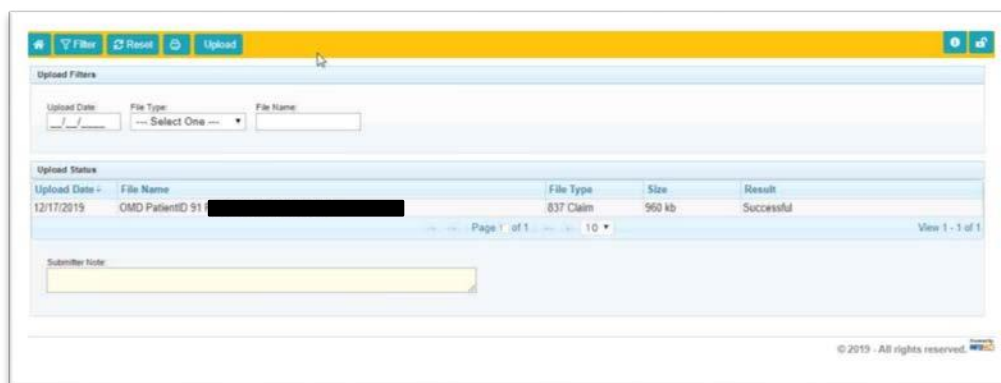 Filter Reset Upload
Upload Filters
Upload Date: File Type: File Name:
__/__/____ --- Select One ---
Upload Status
Upload Date File Name File Type Size Result
12/17/2019 OMD PatientID 91 837 Claim 960 kb Successful
Page 1 of 1 10 View 1 - 1 of 1
Submitter Note:
© 2019 - All rights reserved.